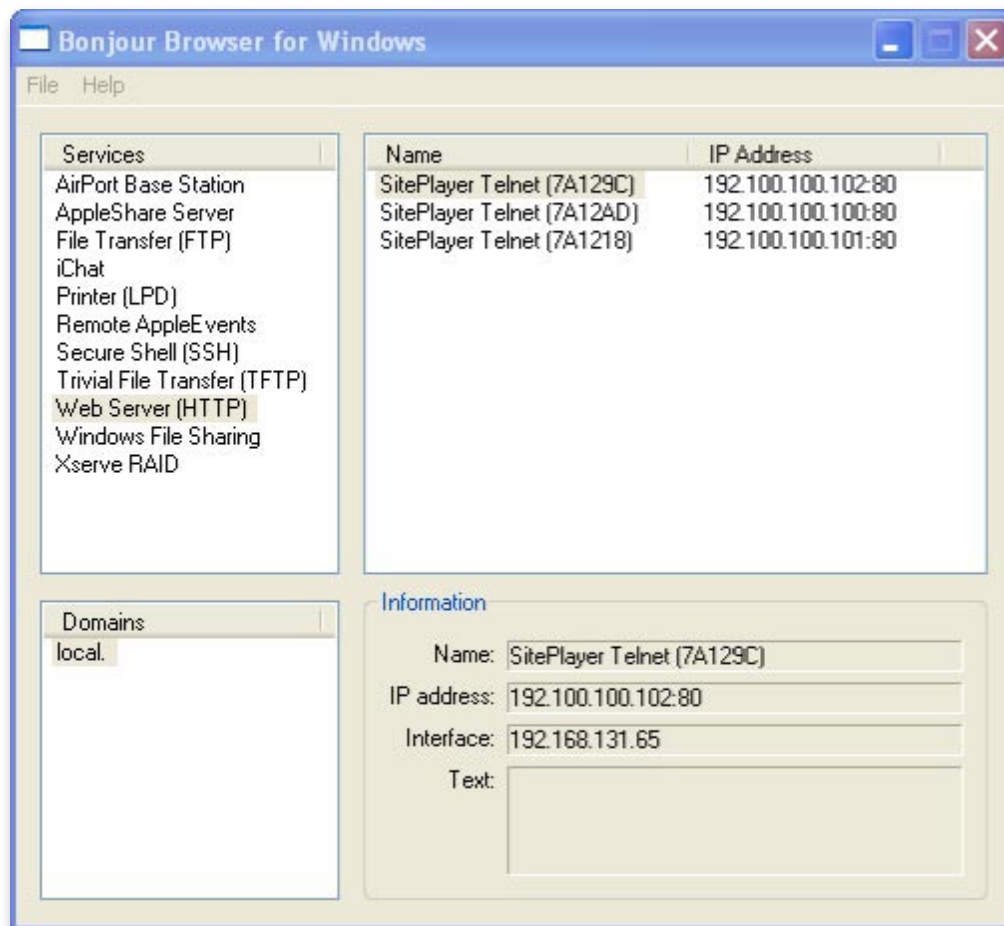 Bonjour Browser for Windows
File Help
Services
AirPort Base Station
AppleShare Server
File Transfer (FTP)
iChat
Printer (LPD)
Remote AppleEvents
Secure Shell (SSH)
Trivial File Transfer (TFTP)
Web Server (HTTP)
Windows File Sharing
Xserve RAID
Name IP Address
SitePlayer Telnet (7A129C) 192.100.100.102:80
SitePlayer Telnet (7A12AD) 192.100.100.100:80
SitePlayer Telnet (7A1218) 192.100.100.101:80
Domains
local.
Information
Name: SitePlayer Telnet (7A129C)
IP address: 192.100.100.102:80
Interface: 192.168.131.65
Text: